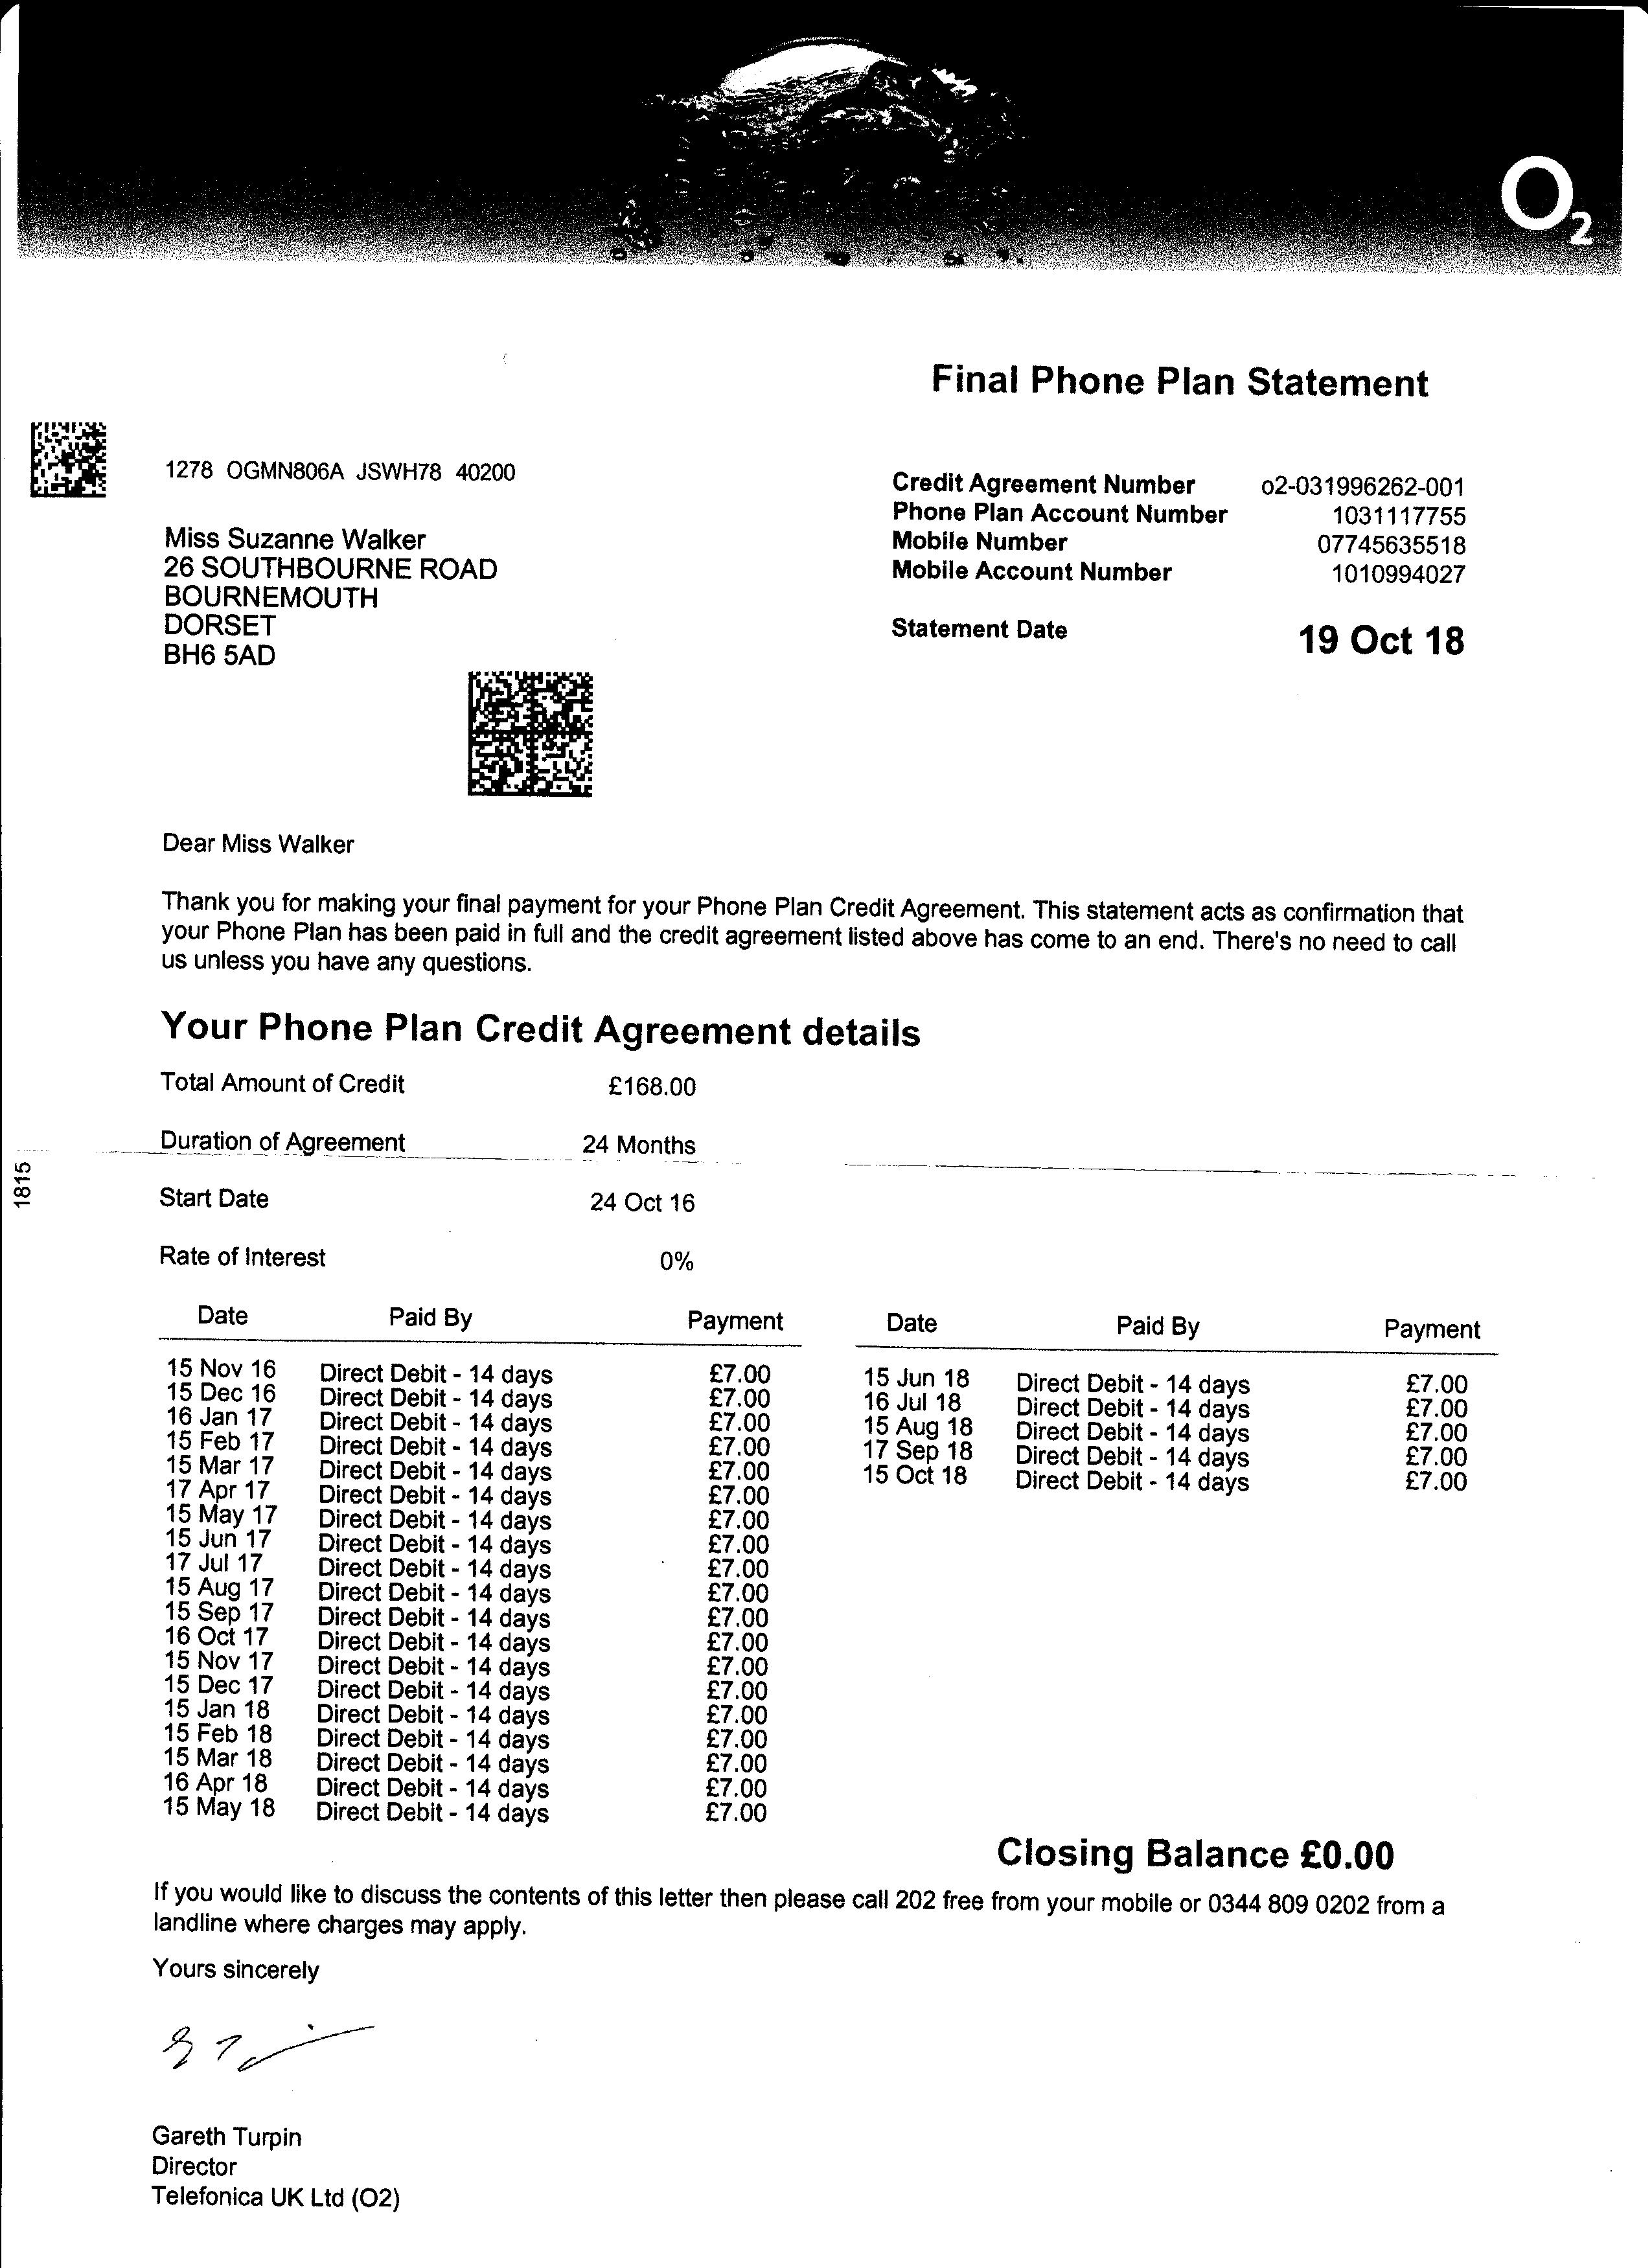 O2
Final Phone Plan Statement
1278 OGMN806A JSWH78 40200
Miss Suzanne Walker
26 SOUTHBOURNE ROAD
BOURNEMOUTH
DORSET
BH6 5AD
Credit Agreement Number o2-031996262-001
Phone Plan Account Number 1031117755
Mobile Number 07745635518
Mobile Account Number 1010994027
Statement Date 19 Oct 18
Dear Miss Walker
Thank you for making your final payment for your Phone Plan Credit Agreement. This statement acts as confirmation that
your Phone Plan has been paid in full and the credit agreement listed above has come to an end. There's no need to call
us unless you have any questions.
Your Phone Plan Credit Agreement details
Total Amount of Credit £168.00
Duration of Agreement 24 Months
1815
Start Date 24 Oct 16
Rate of Interest 0%
Date Paid By Payment
15 Nov 16 Direct Debit - 14 days £7.00
15 Dec 16 Direct Debit - 14 days £7.00
16 Jan 17 Direct Debit - 14 days £7.00
15 Feb 17 Direct Debit - 14 days £7.00
15 Mar 17 Direct Debit - 14 days £7.00
17 Apr 17 Direct Debit - 14 days £7.00
15 May 17 Direct Debit - 14 days £7.00
15 Jun 17 Direct Debit - 14 days £7.00
17 Jul 17 Direct Debit - 14 days £7.00
15 Aug 17 Direct Debit - 14 days £7.00
15 Sep 17 Direct Debit - 14 days £7.00
16 Oct 17 Direct Debit - 14 days £7.00
15 Nov 17 Direct Debit - 14 days £7.00
15 Dec 17 Direct Debit - 14 days £7.00
15 Jan 18 Direct Debit - 14 days £7.00
15 Feb 18 Direct Debit - 14 days £7.00
15 Mar 18 Direct Debit - 14 days £7.00
16 Apr 18 Direct Debit - 14 days £7.00
15 May 18 Direct Debit - 14 days £7.00
Date Paid By Payment
15 Jun 18 Direct Debit - 14 days £7.00
16 Jul 18 Direct Debit - 14 days £7.00
15 Aug 18 Direct Debit - 14 days £7.00
17 Sep 18 Direct Debit - 14 days £7.00
15 Oct 18 Direct Debit - 14 days £7.00
Closing Balance £0.00
If you would like to discuss the contents of this letter then please call 202 free from your mobile or 0344 809 0202 from a
landline where charges may apply.
Yours sincerely
Gareth Turpin
Director
Telefonica UK Ltd (O2)